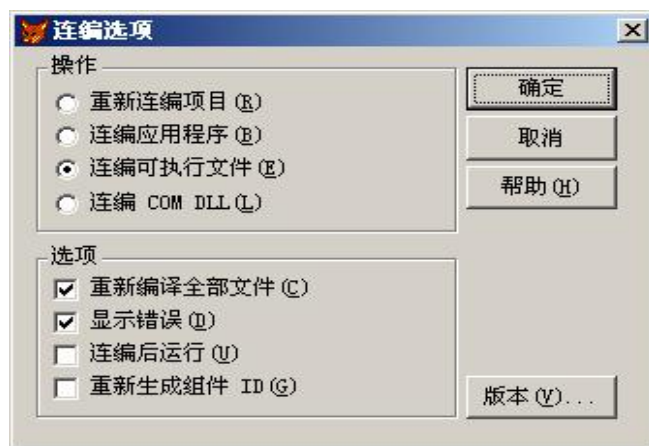 连编选项
操作
重新连编项目(R)
连编应用程序(B)
连编可执行文件(E)
连编 COM DLL(L)
确定
取消
帮助(H)
选项
重新编译全部文件(C)
显示错误(D)
连编后运行(U)
重新生成组件 ID(G)
版本(V)...